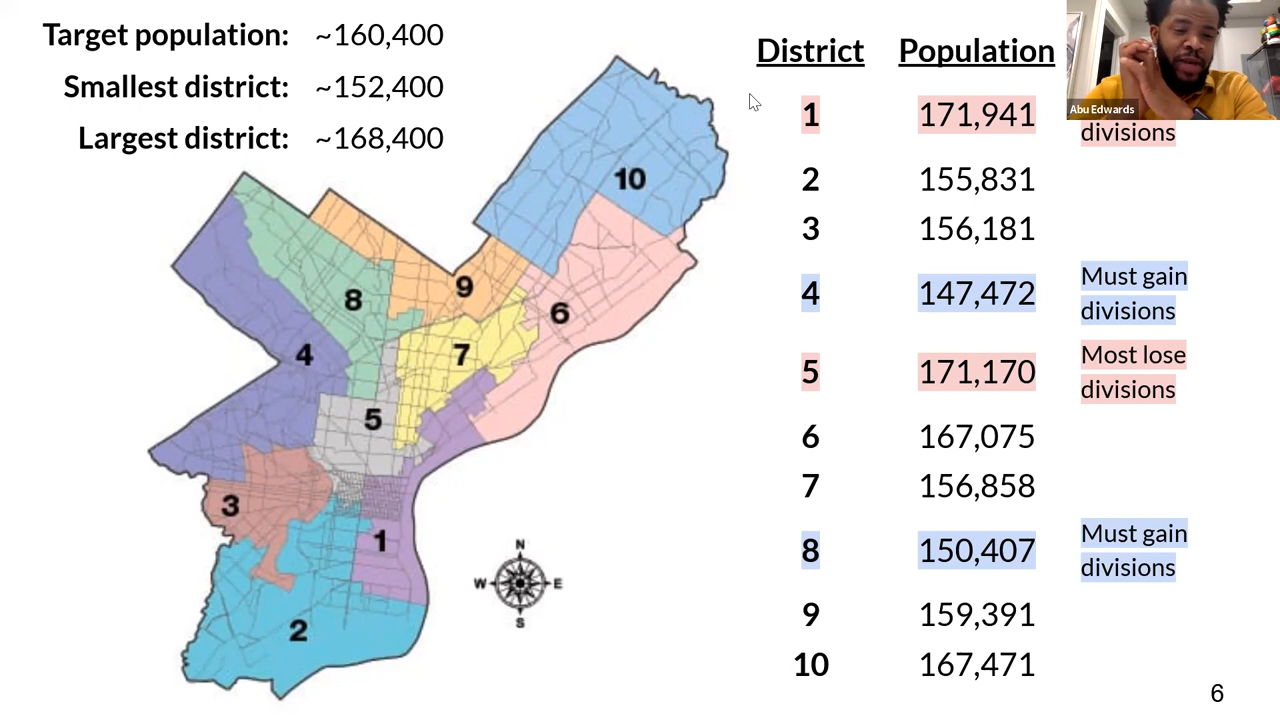 Target population: ~160,400
Smallest district: ~152,400
Largest district: ~168,400
District Population
Abu Edwards
1 171,941
divisions
2 155,831
3 156,181
4 147,472 Must gain
divisions
5 171,170 Most lose
divisions
6 167,075
7 156,858
8 150,407 Must gain
divisions
9 159,391
10 167,471
10
9
8
6
7
4
5
3
1
2
N
W E
S
6